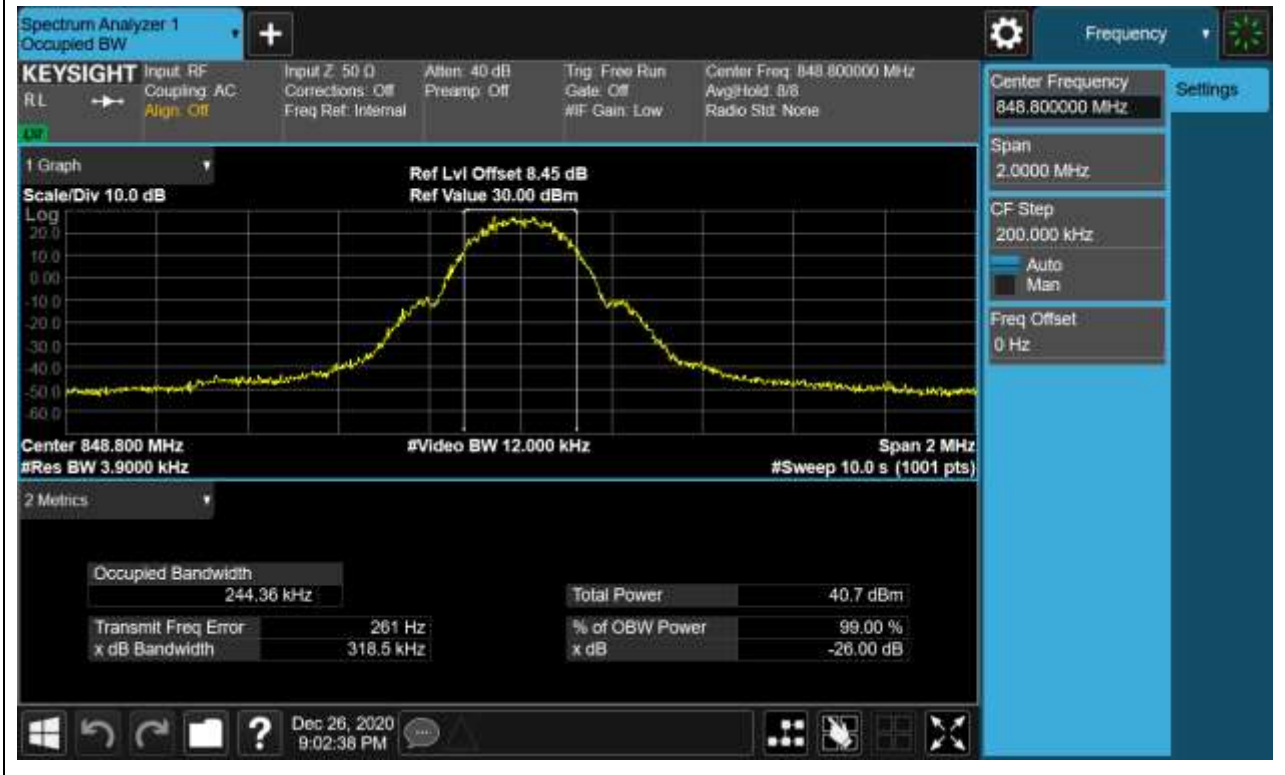 Spectrum Analyzer 1
Occupied BW
Frequency
KEYSIGHT
RL
Input: RF
Coupling: AC
Align: Off
Input Z: 50 Ω
Corrections: Off
Freq Ref: Internal
Atten: 40 dB
Preamp: Off
Trig: Free Run
Gate: Off
#IF Gain: Low
Center Freq: 848.800000 MHz
Avg|Hold: 8/8
Radio Std: None
Center Frequency
848.800000 MHz
Settings
Span
2.0000 MHz
CF Step
200.000 kHz
Auto
Man
Freq Offset
0 Hz
1 Graph
Scale/Div 10.0 dB
Ref Lvl Offset 8.45 dB
Ref Value 30.00 dBm
Log
20.0
10.0
0.00
-10.0
-20.0
-30.0
-40.0
-50.0
-60.0
Center 848.800 MHz
#Video BW 12.000 kHz
Span 2 MHz
#Res BW 3.9000 kHz
#Sweep 10.0 s (1001 pts)
2 Metrics
Occupied Bandwidth
244.36 kHz
Total Power 40.7 dBm
Transmit Freq Error 261 Hz
% of OBW Power 99.00 %
x dB Bandwidth 318.5 kHz
x dB -26.00 dB
?
Dec 26, 2020
9:02:38 PM